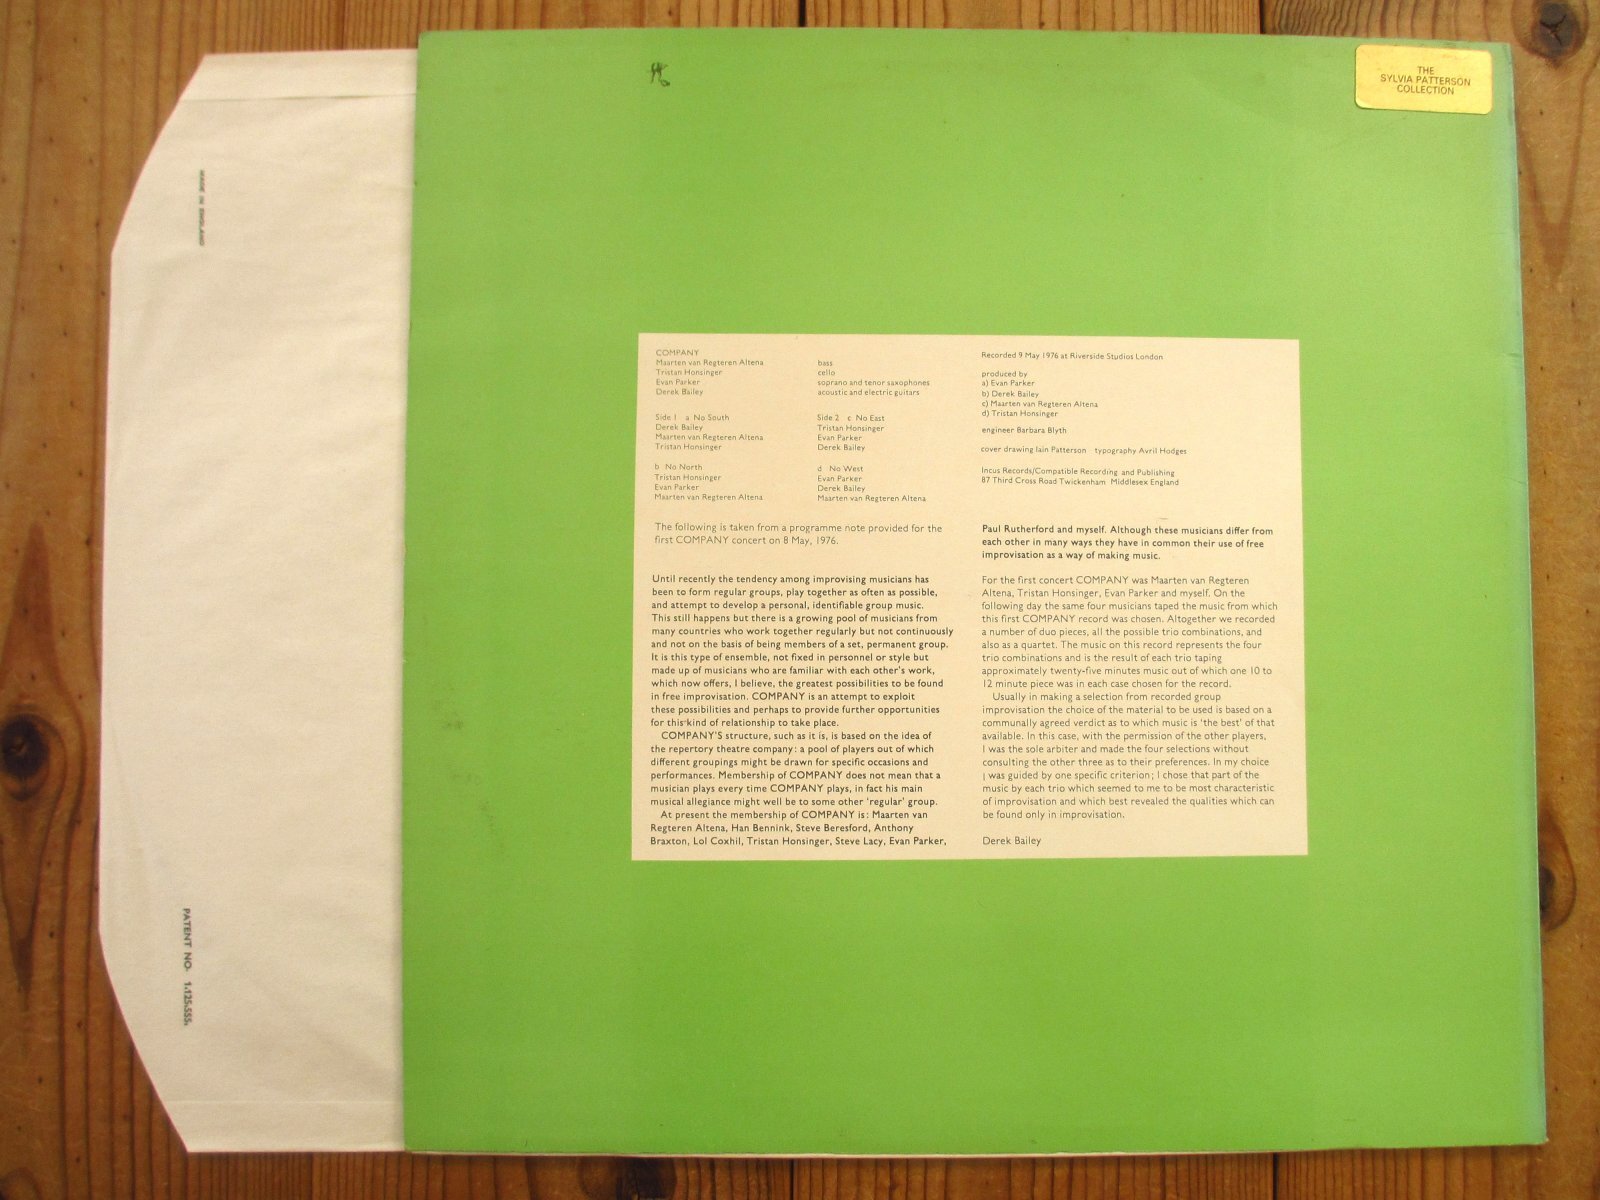 THE
SYLVIA PATTERSON
COLLECTION
MADE IN ENGLAND
PATENT NO. 1,125,555.
COMPANY
Maarten van Regteren Altena bass
Tristan Honsinger cello
Evan Parker soprano and tenor saxophones
Derek Bailey acoustic and electric guitars
Side 1 a No South
Derek Bailey
Maarten van Regteren Altena
Tristan Honsinger
b No North
Tristan Honsinger
Evan Parker
Maarten van Regteren Altena
Side 2 c No East
Tristan Honsinger
Evan Parker
Derek Bailey
d No West
Evan Parker
Derek Bailey
Maarten van Regteren Altena
Recorded 9 May 1976 at Riverside Studios London
produced by
a) Evan Parker
b) Derek Bailey
c) Maarten van Regteren Altena
d) Tristan Honsinger
engineer Barbara Blyth
cover drawing Iain Patterson typography Avril Hodges
Incus Records/Compatible Recording and Publishing
87 Third Cross Road Twickenham Middlesex England
The following is taken from a programme note provided for the
first COMPANY concert on 8 May, 1976.
Until recently the tendency among improvising musicians has
been to form regular groups, play together as often as possible,
and attempt to develop a personal, identifiable group music.
This still happens but there is a growing pool of musicians from
many countries who work together regularly but not continuously
and not on the basis of being members of a set, permanent group.
It is this type of ensemble, not fixed in personnel or style but
made up of musicians who are familiar with each other's work,
which now offers, I believe, the greatest possibilities to be found
in free improvisation. COMPANY is an attempt to exploit
these possibilities and perhaps to provide further opportunities
for this kind of relationship to take place.
COMPANY'S structure, such as it is, is based on the idea of
the repertory theatre company: a pool of players out of which
different groupings might be drawn for specific occasions and
performances. Membership of COMPANY does not mean that a
musician plays every time COMPANY plays, in fact his main
musical allegiance might well be to some other 'regular' group.
At present the membership of COMPANY is: Maarten van
Regteren Altena, Han Bennink, Steve Beresford, Anthony
Braxton, Lol Coxhil, Tristan Honsinger, Steve Lacy, Evan Parker,
Paul Rutherford and myself. Although these musicians differ from
each other in many ways they have in common their use of free
improvisation as a way of making music.
For the first concert COMPANY was Maarten van Regteren
Altena, Tristan Honsinger, Evan Parker and myself. On the
following day the same four musicians taped the music from which
this first COMPANY record was chosen. Altogether we recorded
a number of duo pieces, all the possible trio combinations, and
also as a quartet. The music on this record represents the four
trio combinations and is the result of each trio taping
approximately twenty-five minutes music out of which one 10 to
12 minute piece was in each case chosen for the record.
Usually in making a selection from recorded group
improvisation the choice of the material to be used is based on a
communally agreed verdict as to which music is 'the best' of that
available. In this case, with the permission of the other players,
I was the sole arbiter and made the four selections without
consulting the other three as to their preferences. In my choice
I was guided by one specific criterion; I chose that part of the
music by each trio which seemed to me to be most characteristic
of improvisation and which best revealed the qualities which can
be found only in improvisation.
Derek Bailey